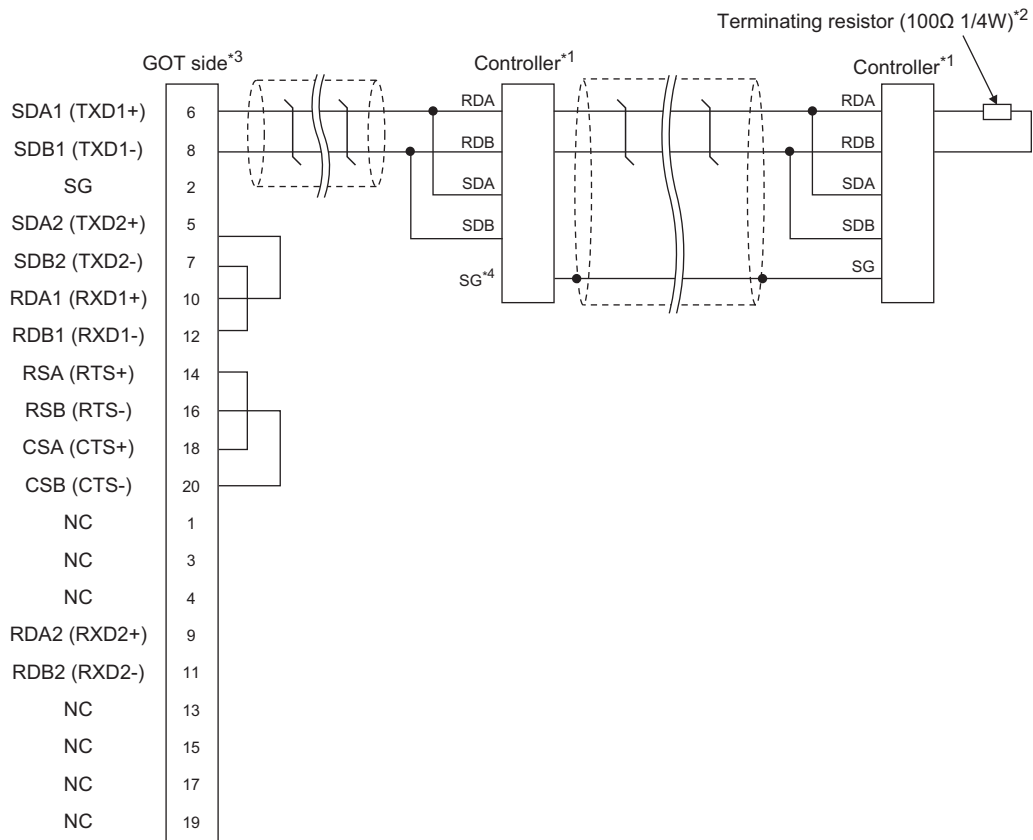 Terminating resistor (100Ω 1/4W)*2
GOT side*3
Controller*1
Controller*1
SDA1 (TXD1+) 6 RDA RDA
SDB1 (TXD1-) 8 RDB RDB
SG 2 SDA SDA
SDA2 (TXD2+) 5 SDB SDB
SDB2 (TXD2-) 7 SG*4 SG
RDA1 (RXD1+) 10
RDB1 (RXD1-) 12
RSA (RTS+) 14
RSB (RTS-) 16
CSA (CTS+) 18
CSB (CTS-) 20
NC 1
NC 3
NC 4
RDA2 (RXD2+) 9
RDB2 (RXD2-) 11
NC 13
NC 15
NC 17
NC 19